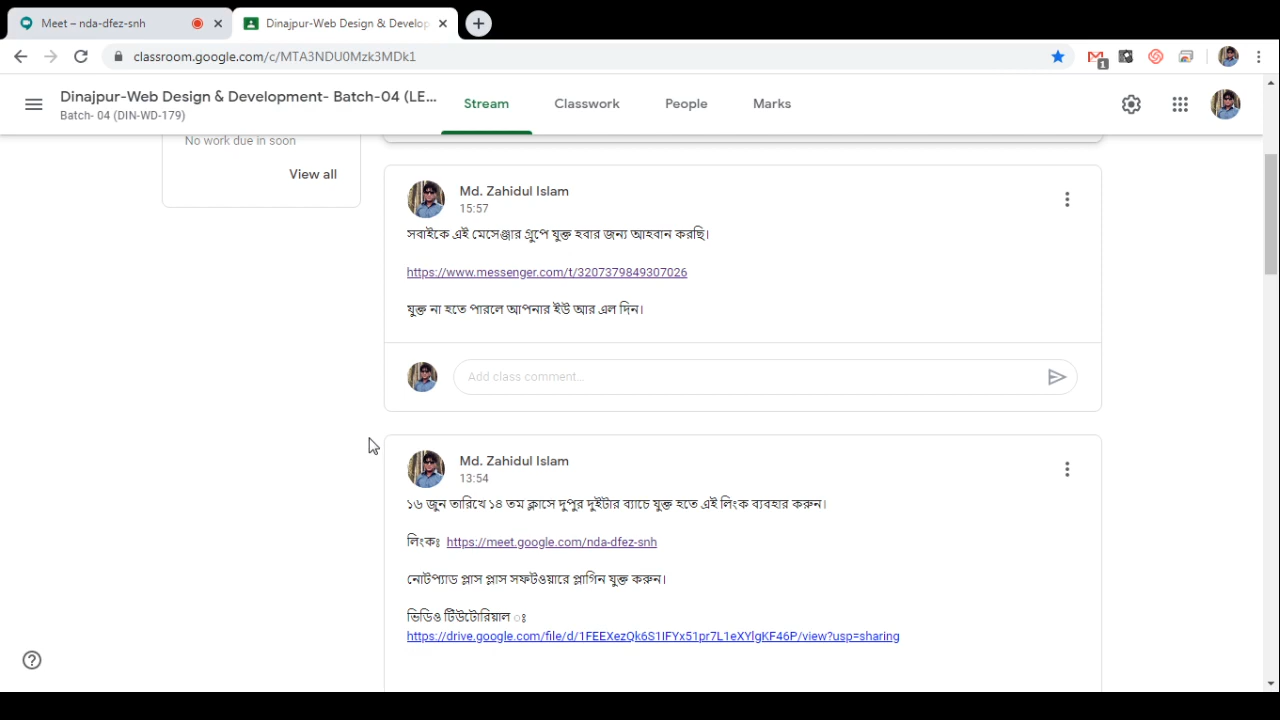 Meet – nda-dfez-snh
Dinajpur-Web Design & Develop
classroom.google.com/c/MTA3NDU0Mzk3MDk1
1
Dinajpur-Web Design & Development- Batch-04 (LE...
Batch- 04 (DIN-WD-179)
Stream
Classwork
People
Marks
No work due in soon
View all
Md. Zahidul Islam
15:57
সবাইকে এই মেসেঞ্জার গ্রুপে যুক্ত হবার জন্য আহবান করছি।
https://www.messenger.com/t/3207379849307026
যুক্ত না হতে পারলে আপনার ইউ আর এল দিন।
Add class comment...
Md. Zahidul Islam
13:54
১৬ জুন তারিখে ১৪ তম ক্লাসে দুপুর দুইটার ব্যাচে যুক্ত হতে এই লিংক ব্যবহার করুন।
লিংকঃ https://meet.google.com/nda-dfez-snh
নোটপ্যাড প্লাস প্লাস সফটওয়ারে প্লাগিন যুক্ত করুন।
ভিডিও টিউটোরিয়াল ঃ
https://drive.google.com/file/d/1FEEXezQk6S1IFYx51pr7L1eXYlgKF46P/view?usp=sharing